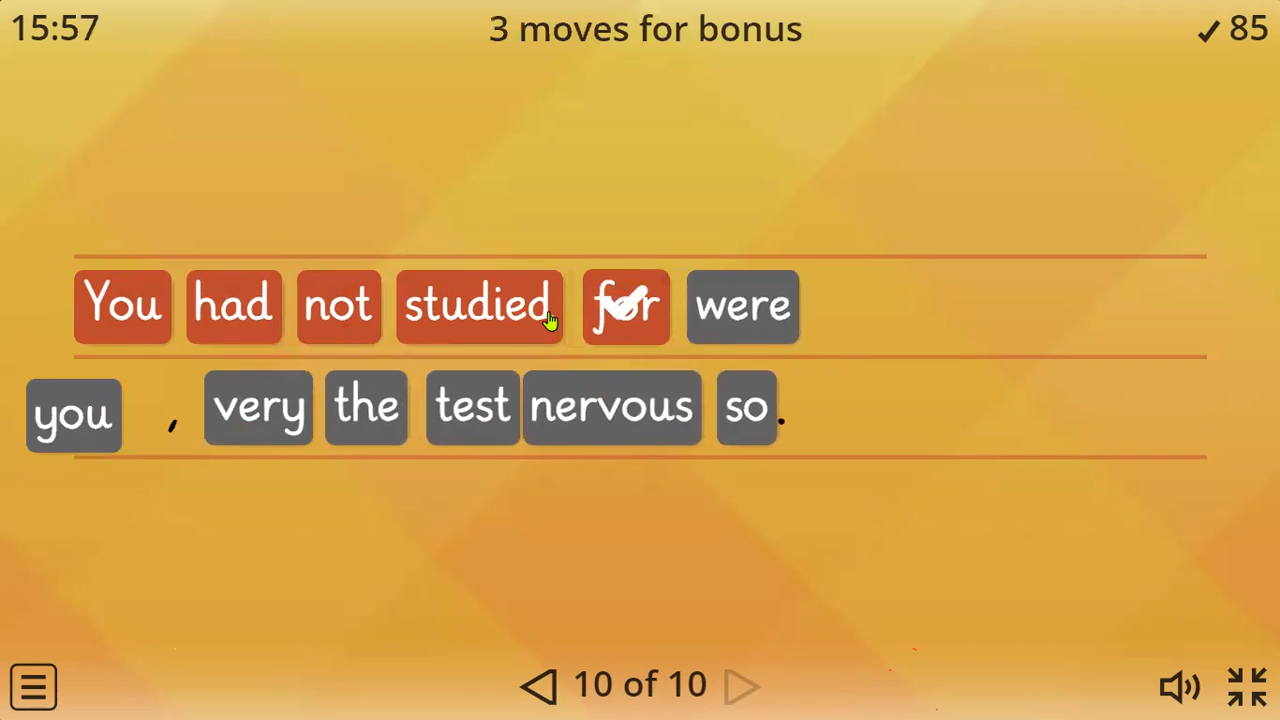 15:57 3 moves for bonus ✓ 85
You had not studied for were
you , very the test nervous so.
10 of 10